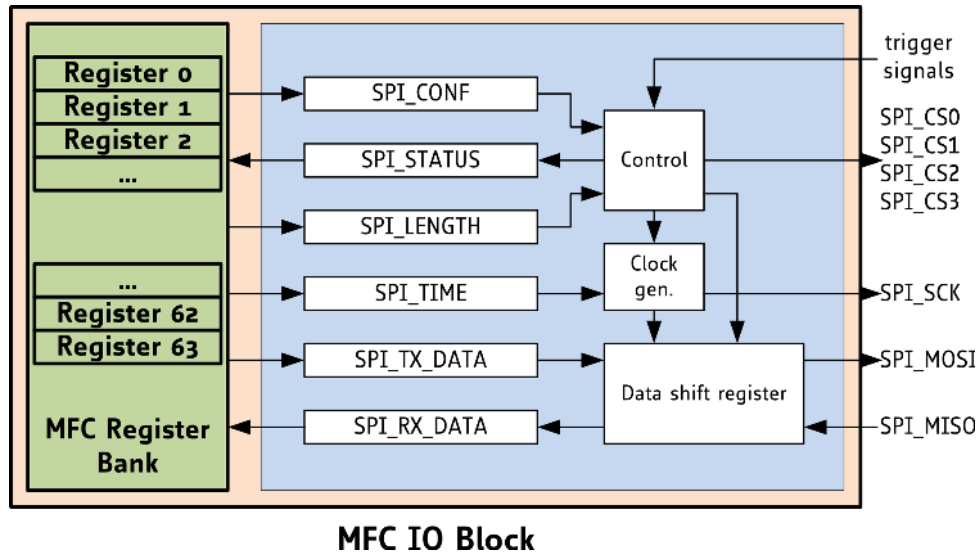 Register 0
Register 1
Register 2
...
...
Register 62
Register 63
MFC Register
Bank
SPI_CONF
SPI_STATUS
SPI_LENGTH
SPI_TIME
SPI_TX_DATA
SPI_RX_DATA
Control
Clock
gen.
Data shift register
trigger
signals
SPI_CS0
SPI_CS1
SPI_CS2
SPI_CS3
SPI_SCK
SPI_MOSI
SPI_MISO
MFC IO Block